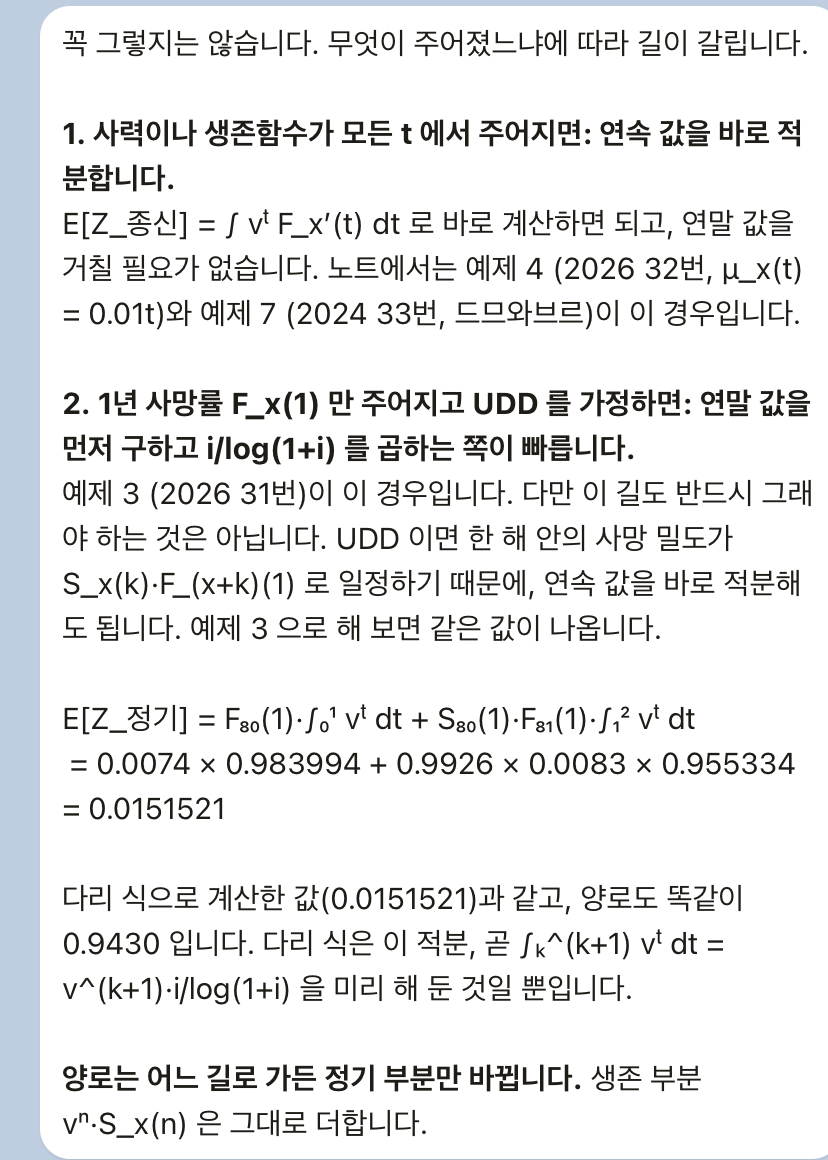 꼭 그렇지는 않습니다. 무엇이 주어졌느냐에 따라 길이 갈립니다.
1. 사력이나 생존함수가 모든 t 에서 주어지면: 연속 값을 바로 적
분합니다.
E[Z_종신] = ∫ vᵗ F_x′(t) dt 로 바로 계산하면 되고, 연말 값을
거칠 필요가 없습니다. 노트에서는 예제 4 (2026 32번, μ_x(t)
= 0.01t)와 예제 7 (2024 33번, 드므와브르)이 이 경우입니다.
2. 1년 사망률 F_x(1) 만 주어지고 UDD 를 가정하면: 연말 값을
먼저 구하고 i/log(1+i) 를 곱하는 쪽이 빠릅니다.
예제 3 (2026 31번)이 이 경우입니다. 다만 이 길도 반드시 그래
야 하는 것은 아닙니다. UDD 이면 한 해 안의 사망 밀도가
S_x(k)·F_(x+k)(1) 로 일정하기 때문에, 연속 값을 바로 적분해
도 됩니다. 예제 3 으로 해 보면 같은 값이 나옵니다.
E[Z_정기] = F₈₀(1)·∫₀¹ vᵗ dt + S₈₀(1)·F₈₁(1)·∫₁² vᵗ dt
= 0.0074 × 0.983994 + 0.9926 × 0.0083 × 0.955334
= 0.0151521
다리 식으로 계산한 값(0.0151521)과 같고, 양로도 똑같이
0.9430 입니다. 다리 식은 이 적분, 곧 ∫ₖ^(k+1) vᵗ dt =
v^(k+1)·i/log(1+i) 을 미리 해 둔 것일 뿐입니다.
양로는 어느 길로 가든 정기 부분만 바뀝니다. 생존 부분
vⁿ·S_x(n) 은 그대로 더합니다.